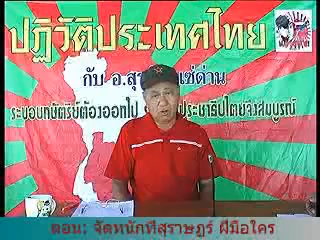 ปฏิวัติประเทศไทย
กับ อ.สุ แซ่ด่าน
ระบอบกษัตริย์ต้องออกไป ประชาธิปไตยจึงสมบูรณ์
ตอน: จัดหนักที่สุราษฎร์ ฝีมือใคร